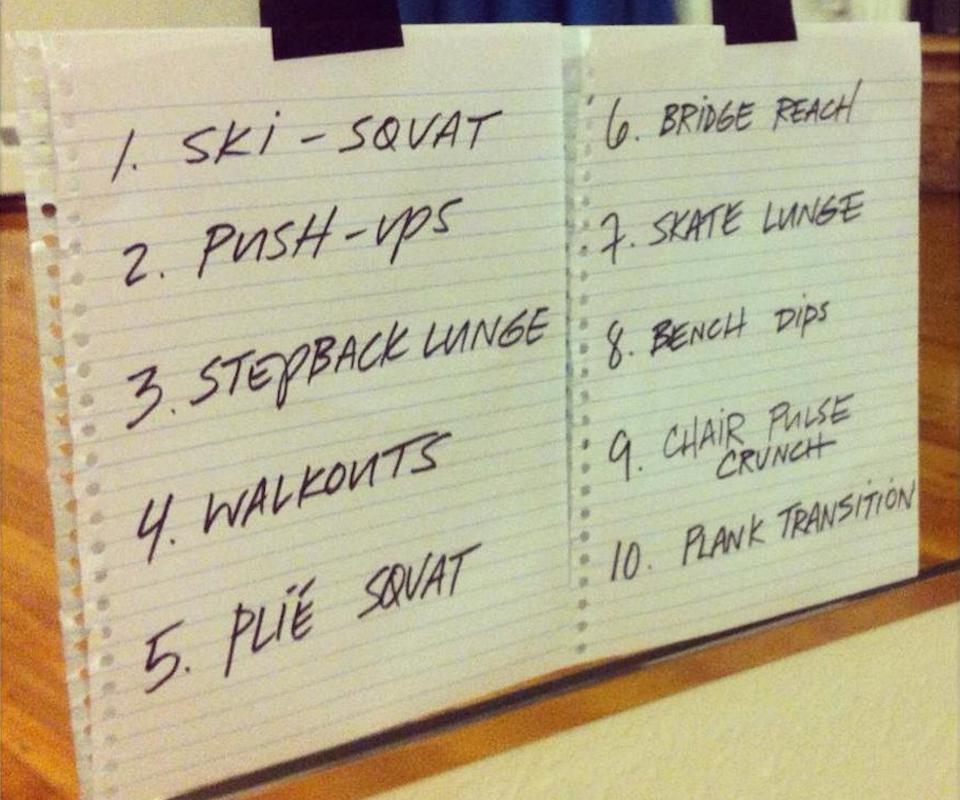 1. SKi - SQUAT
2. PUSH-UPS
3. STEPBACK LUNGE
4. WALKOUTS
5. PLIË SQUAT
6. BRIDGE REACH
7. SKATE LUNGE
8. BENCH Dips
9. CHAIR PULSE
CRUNCH
10. PLANK TRANSITION